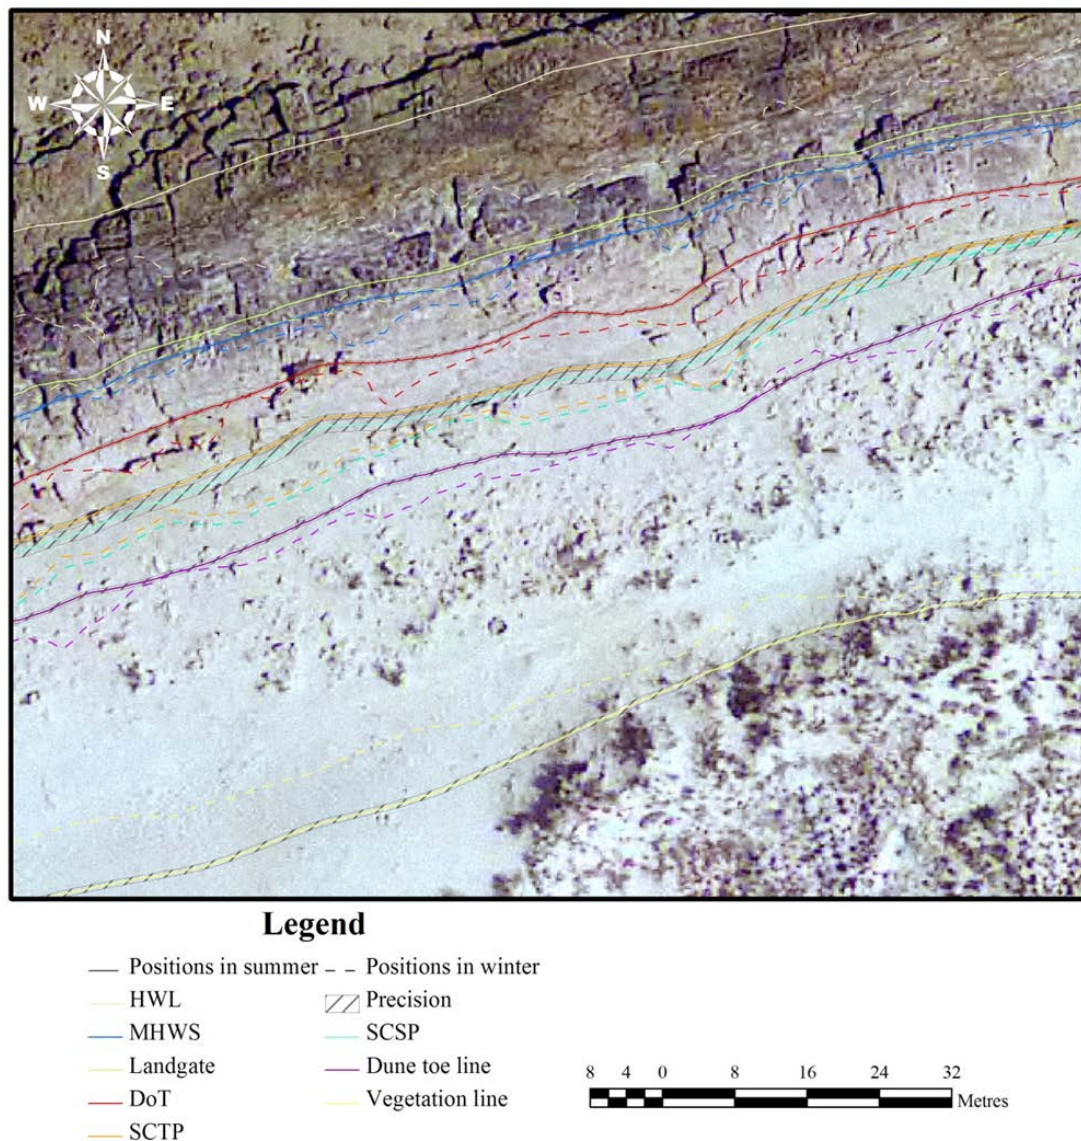 N
W E
S
Legend
Positions in summer
Positions in winter
HWL
Precision
MHWS
SCSP
Landgate
Dune toe line
DoT
Vegetation line
SCTP
8 4 0 8 16 24 32
Metres